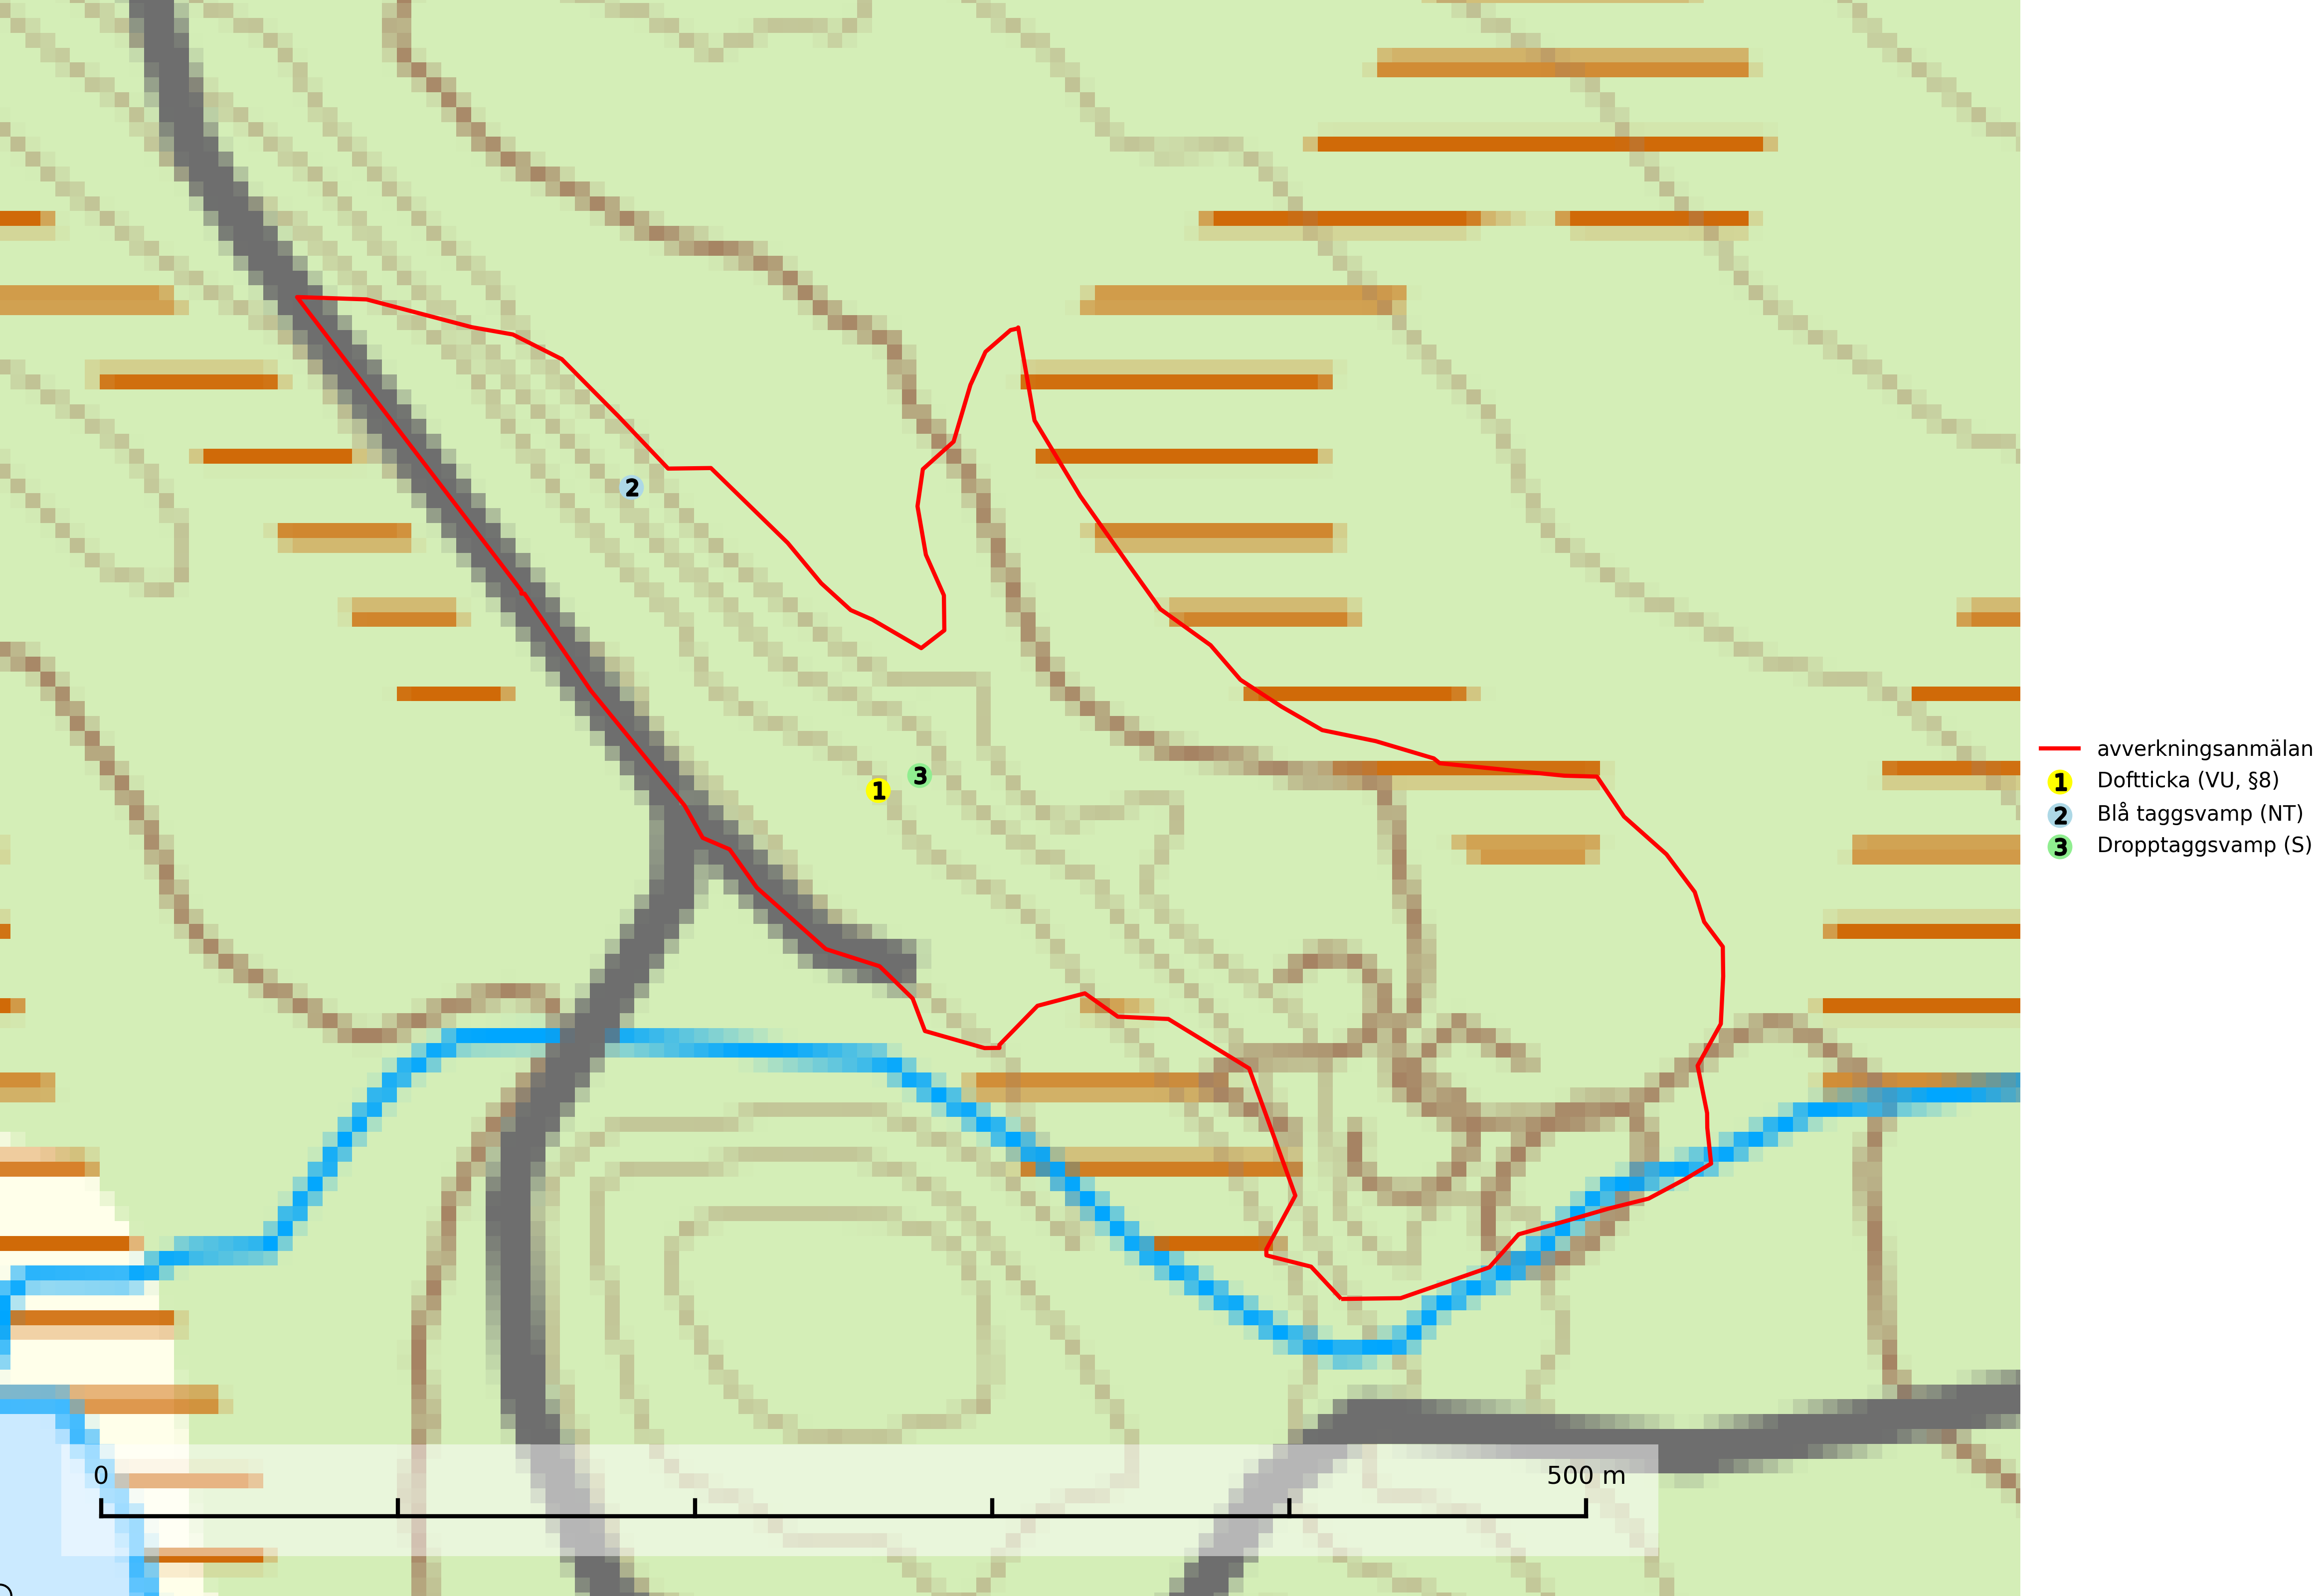 2
3
1
avverkningsanmälan
1 Doftticka (VU, §8)
2 Blå taggsvamp (NT)
3 Dropptaggsvamp (S)
0 500 m